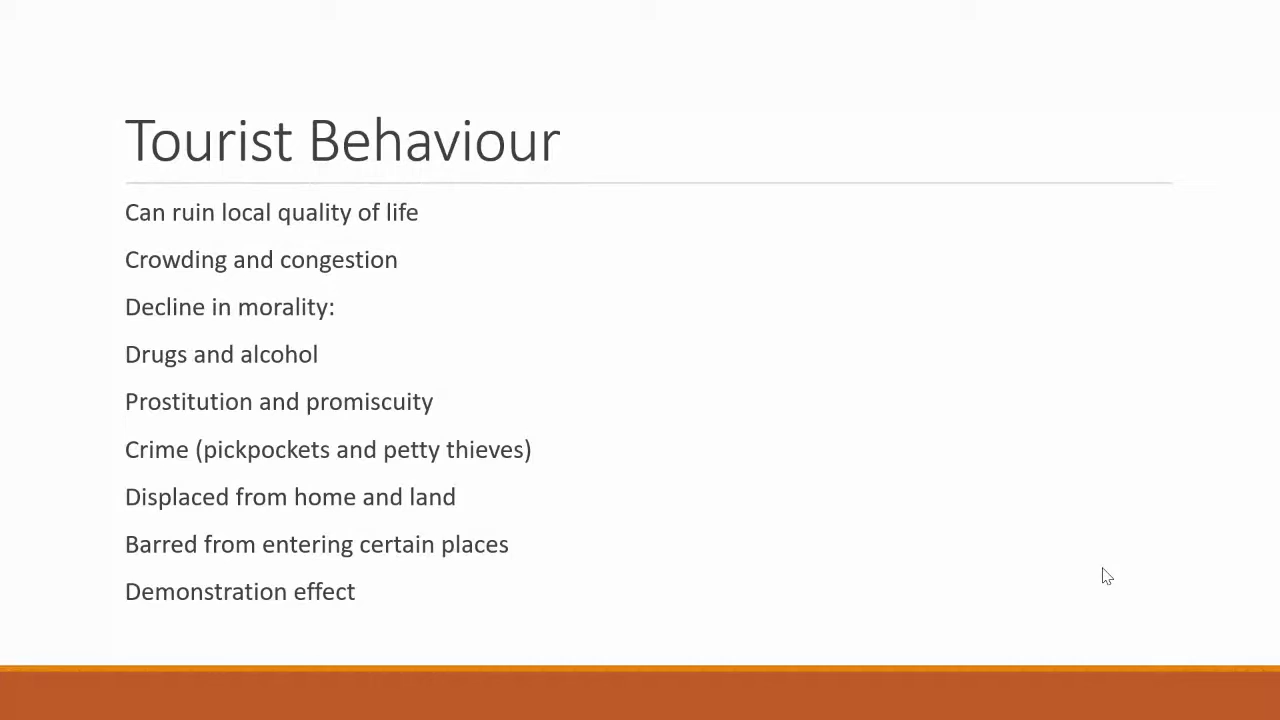 Tourist Behaviour
Can ruin local quality of life
Crowding and congestion
Decline in morality:
Drugs and alcohol
Prostitution and promiscuity
Crime (pickpockets and petty thieves)
Displaced from home and land
Barred from entering certain places
Demonstration effect